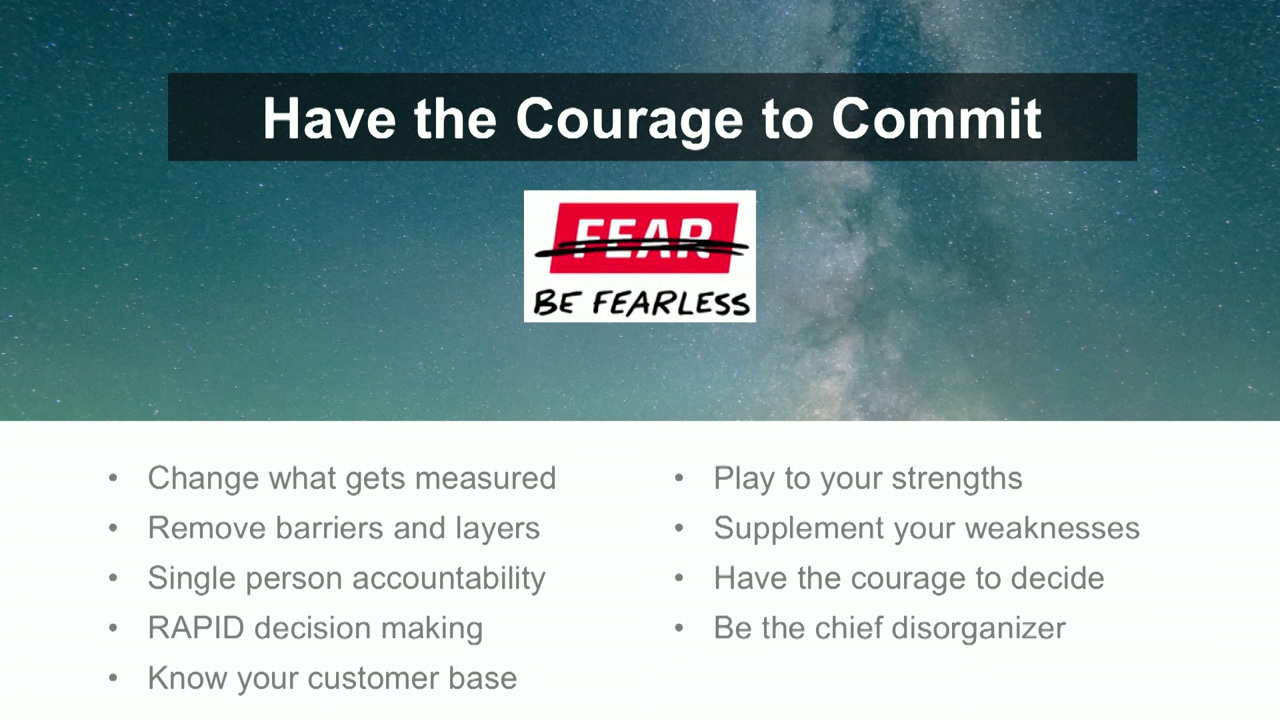 Have the Courage to Commit
FEAR
BE FEARLESS
• Change what gets measured
• Remove barriers and layers
• Single person accountability
• RAPID decision making
• Know your customer base
• Play to your strengths
• Supplement your weaknesses
• Have the courage to decide
• Be the chief disorganizer